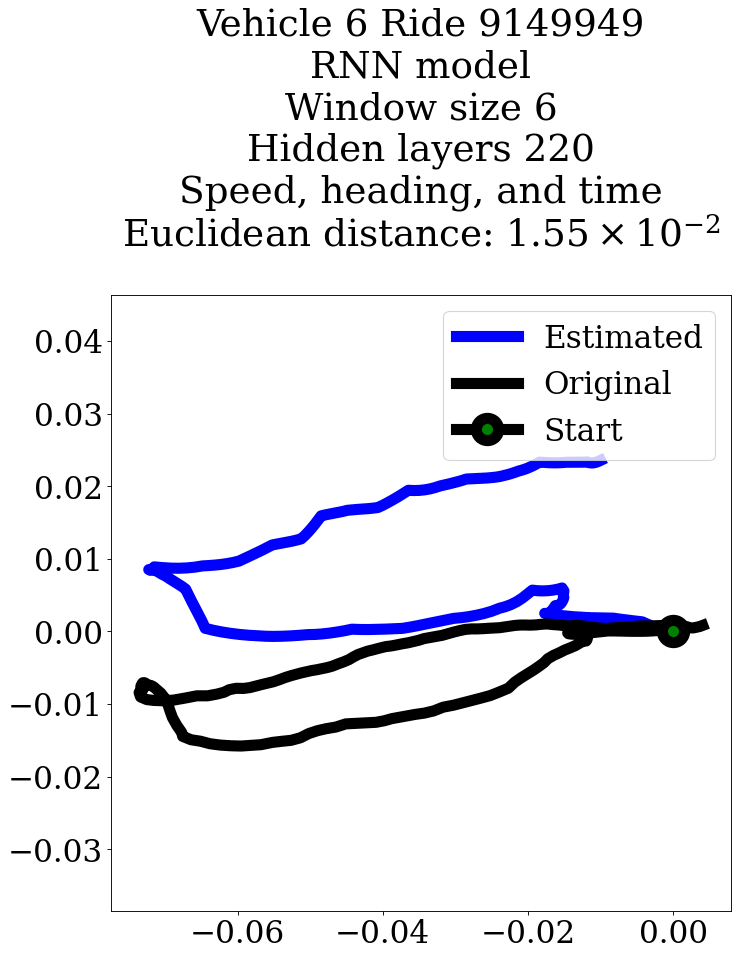 Vehicle 6 Ride 9149949
RNN model
Window size 6
Hidden layers 220
Speed, heading, and time
Euclidean distance: 1.55 × 10⁻²
Estimated
Original
Start
0.04
0.03
0.02
0.01
0.00
−0.01
−0.02
−0.03
−0.06
−0.04
−0.02
0.00